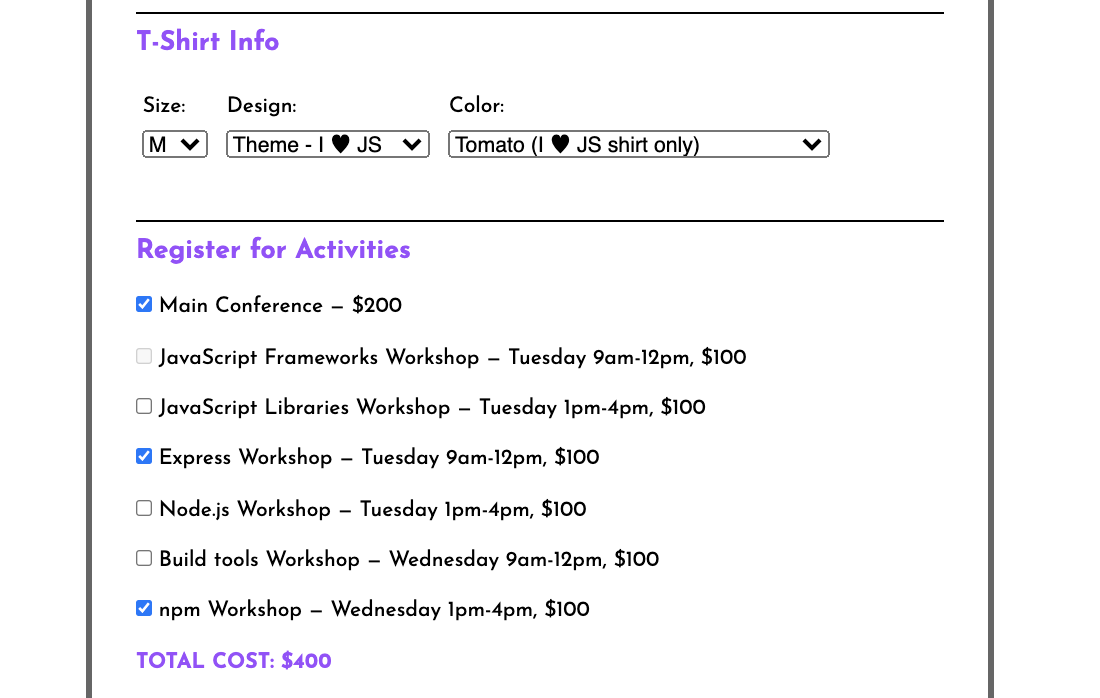 T-Shirt Info
Size: Design: Color:
M Theme - I ♥ JS Tomato (I ♥ JS shirt only)
Register for Activities
Main Conference — $200
JavaScript Frameworks Workshop — Tuesday 9am-12pm, $100
JavaScript Libraries Workshop — Tuesday 1pm-4pm, $100
Express Workshop — Tuesday 9am-12pm, $100
Node.js Workshop — Tuesday 1pm-4pm, $100
Build tools Workshop — Wednesday 9am-12pm, $100
npm Workshop — Wednesday 1pm-4pm, $100
TOTAL COST: $400